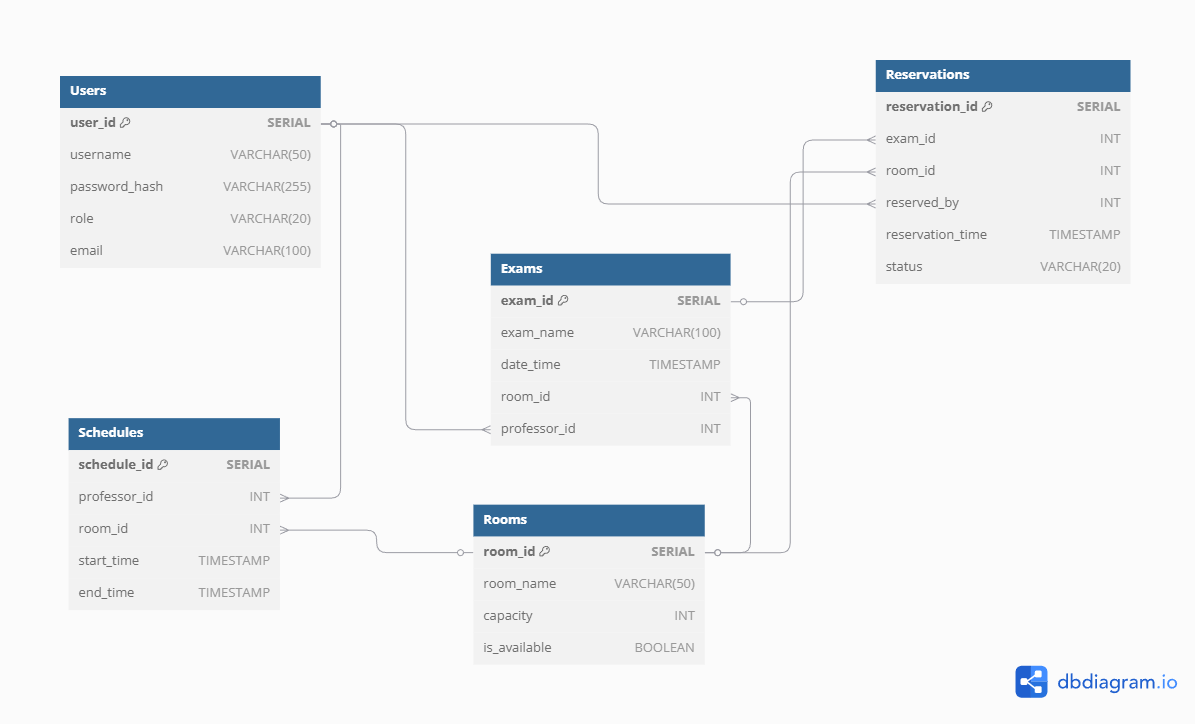 Users
user_id SERIAL
username VARCHAR(50)
password_hash VARCHAR(255)
role VARCHAR(20)
email VARCHAR(100)
Reservations
reservation_id SERIAL
exam_id INT
room_id INT
reserved_by INT
reservation_time TIMESTAMP
status VARCHAR(20)
Exams
exam_id SERIAL
exam_name VARCHAR(100)
date_time TIMESTAMP
room_id INT
professor_id INT
Schedules
schedule_id SERIAL
professor_id INT
room_id INT
start_time TIMESTAMP
end_time TIMESTAMP
Rooms
room_id SERIAL
room_name VARCHAR(50)
capacity INT
is_available BOOLEAN
dbdiagram.io